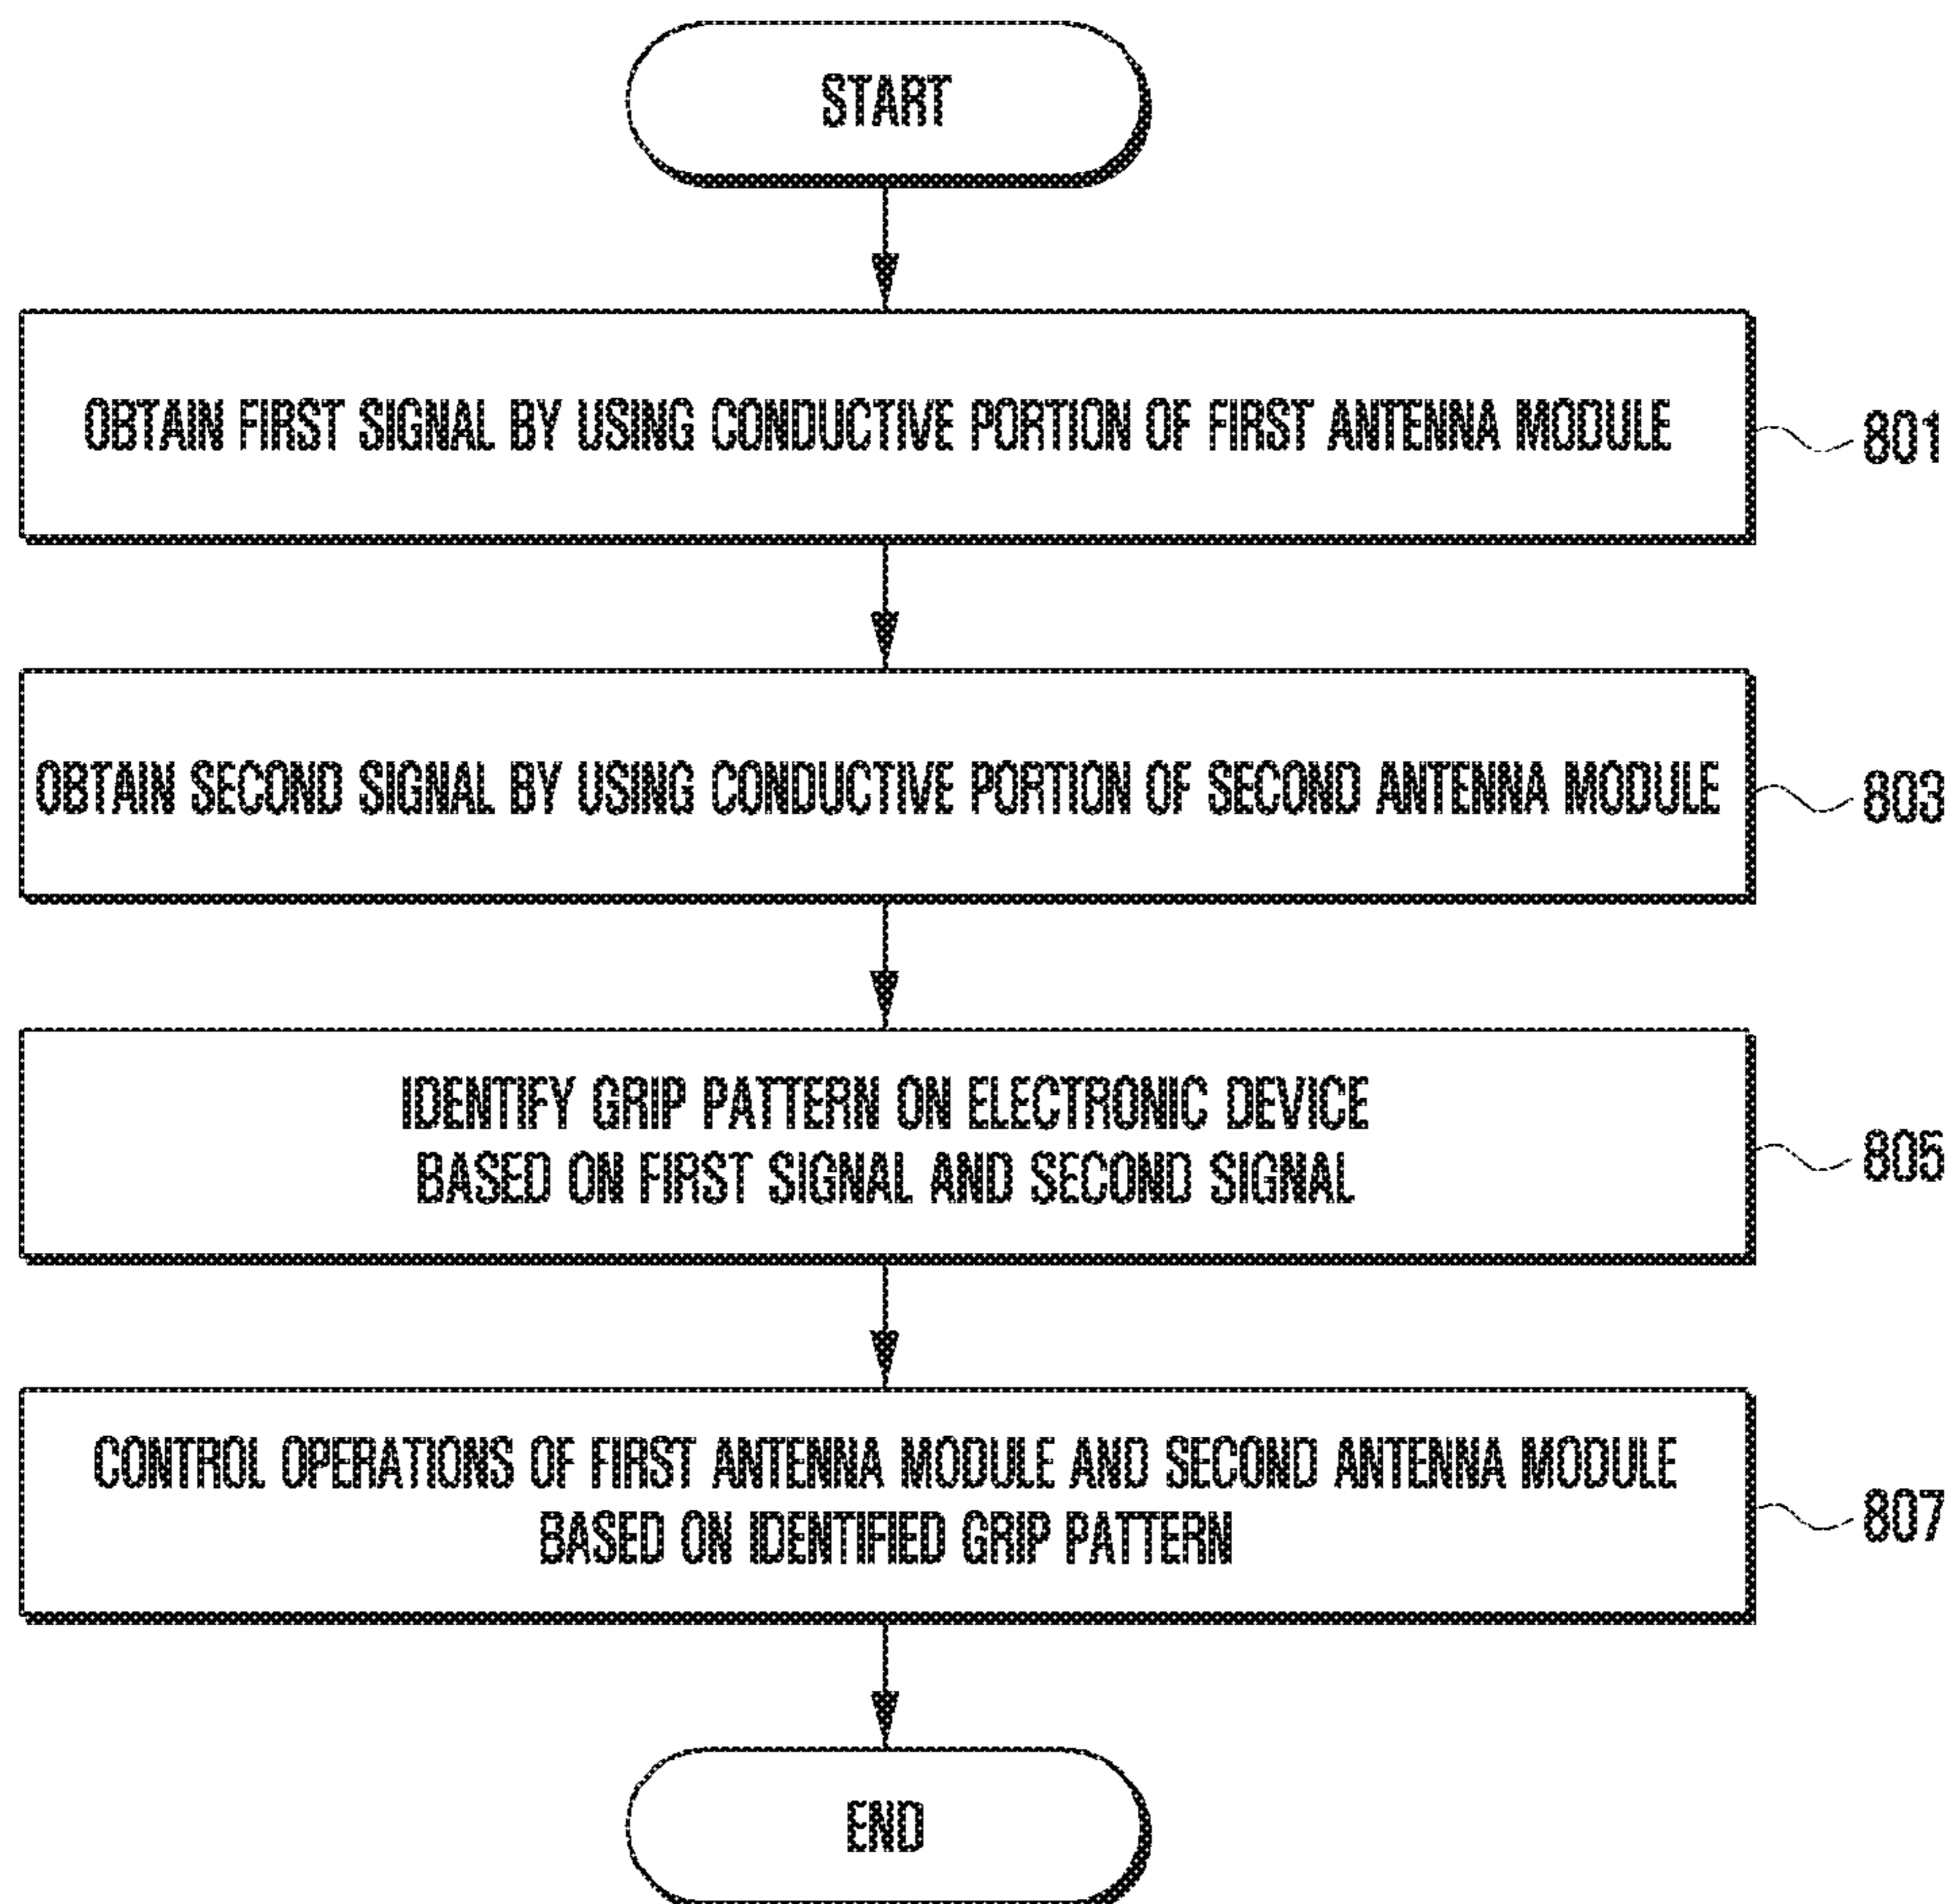 START
OBTAIN FIRST SIGNAL BY USING CONDUCTIVE PORTION OF FIRST ANTENNA MODULE
801
OBTAIN SECOND SIGNAL BY USING CONDUCTIVE PORTION OF SECOND ANTENNA MODULE
803
IDENTIFY GRIP PATTERN ON ELECTRONIC DEVICE
BASED ON FIRST SIGNAL AND SECOND SIGNAL
805
CONTROL OPERATIONS OF FIRST ANTENNA MODULE AND SECOND ANTENNA MODULE
BASED ON IDENTIFIED GRIP PATTERN
807
END